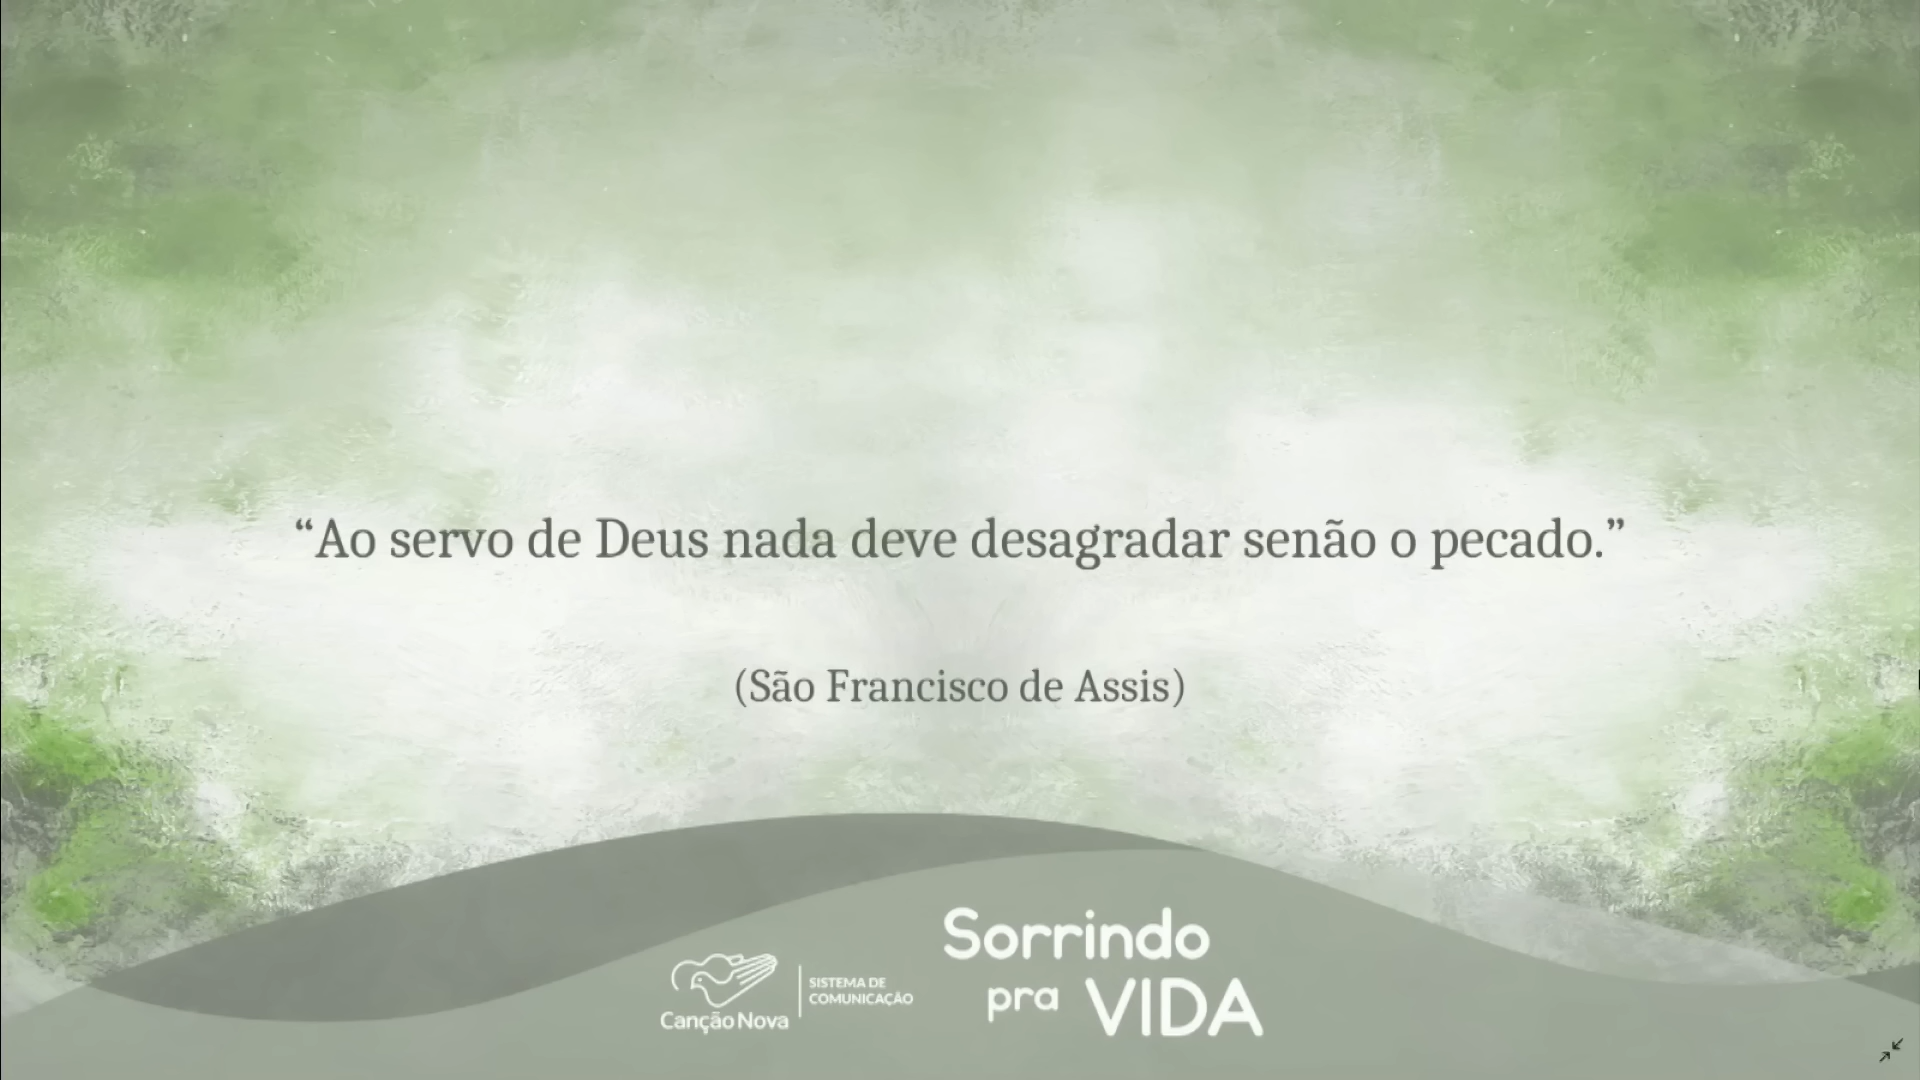 “Ao servo de Deus nada deve desagradar senão o pecado.”
(São Francisco de Assis)
Sorrindo
pra VIDA
Canção Nova
SISTEMA DE
COMUNICAÇÃO